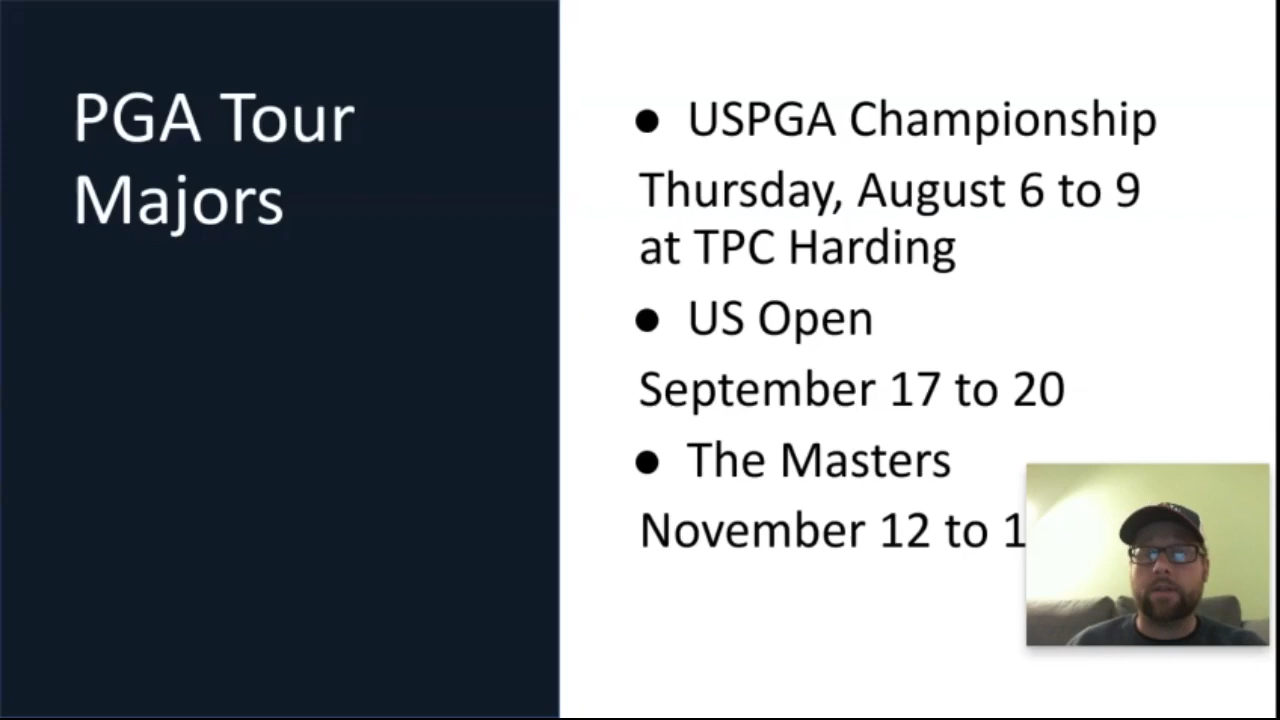 PGA Tour
Majors
● USPGA Championship
Thursday, August 6 to 9
at TPC Harding
● US Open
September 17 to 20
● The Masters
November 12 to